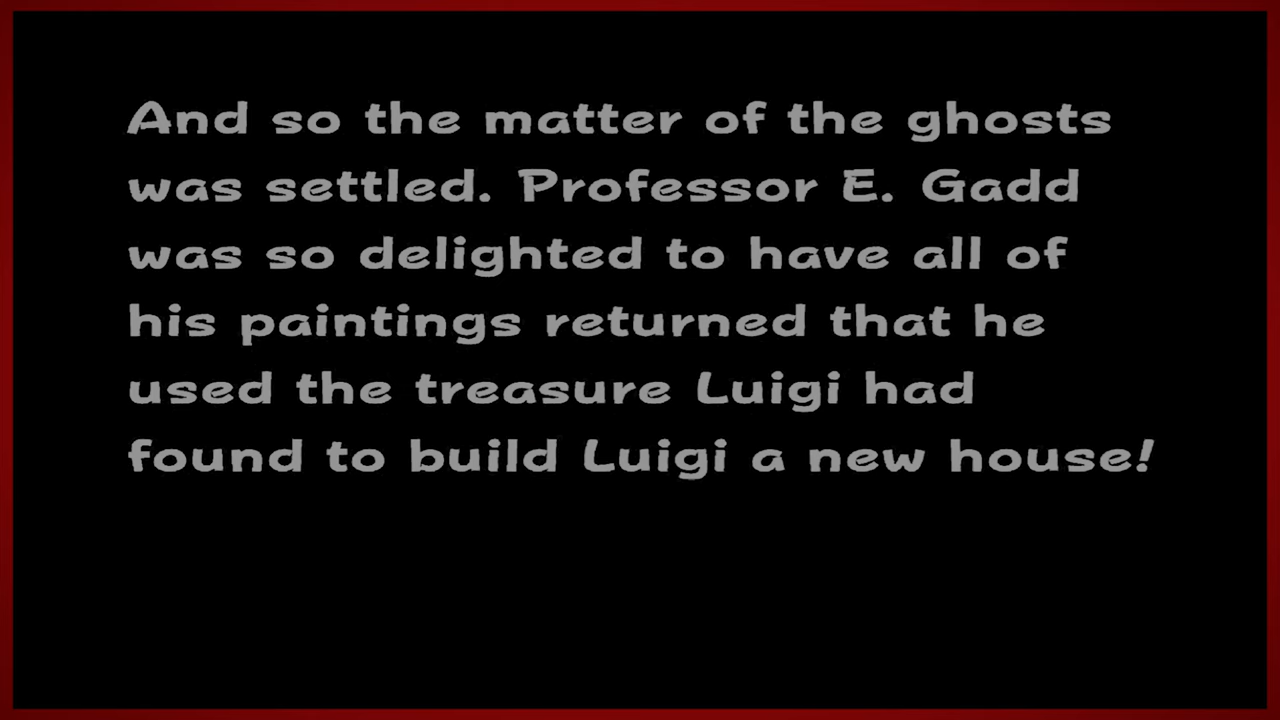 And so the matter of the ghosts
was settled. Professor E. Gadd
was so delighted to have all of
his paintings returned that he
used the treasure Luigi had
found to build Luigi a new house!